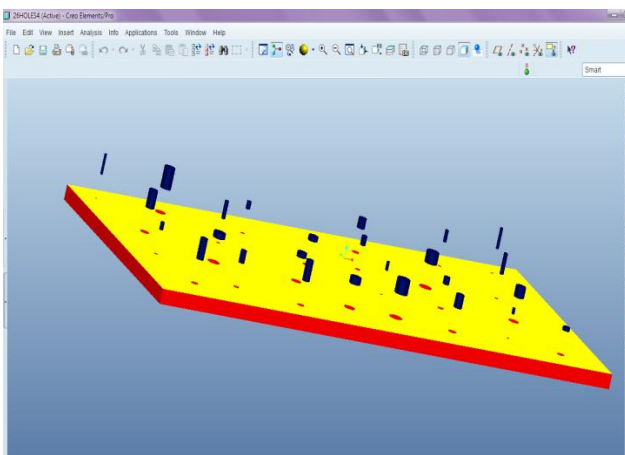 26HOLES4 (Active) - Creo Elements/Pro
File Edit View Insert Analysis Info Applications Tools Window Help
Smart